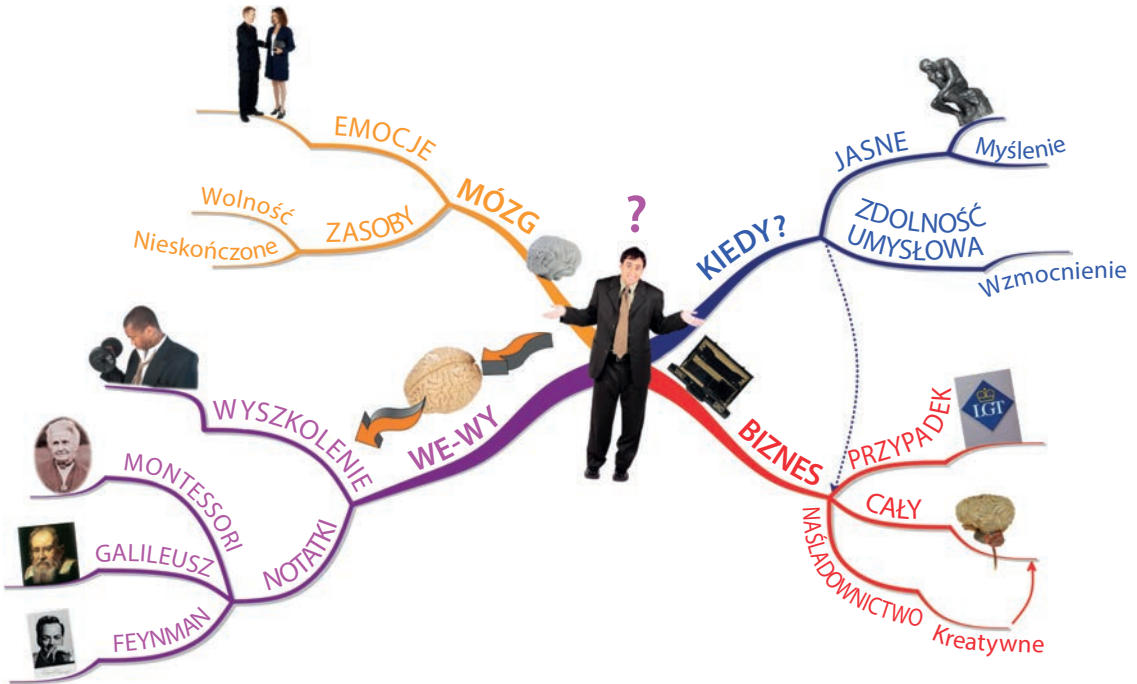 ?
KIEDY?
JASNE
Myślenie
ZDOLNOŚĆ
UMYSŁOWA
Wzmocnienie
BIZNES
PRZYPADEK
LGT
CAŁY
NAŚLADOWNICTWO
Kreatywne
WE-WY
NOTATKI
FEYNMAN
GALILEUSZ
MONTESSORI
WYSZKOLENIE
MÓZG
ZASOBY
Nieskończone
Wolność
EMOCJE